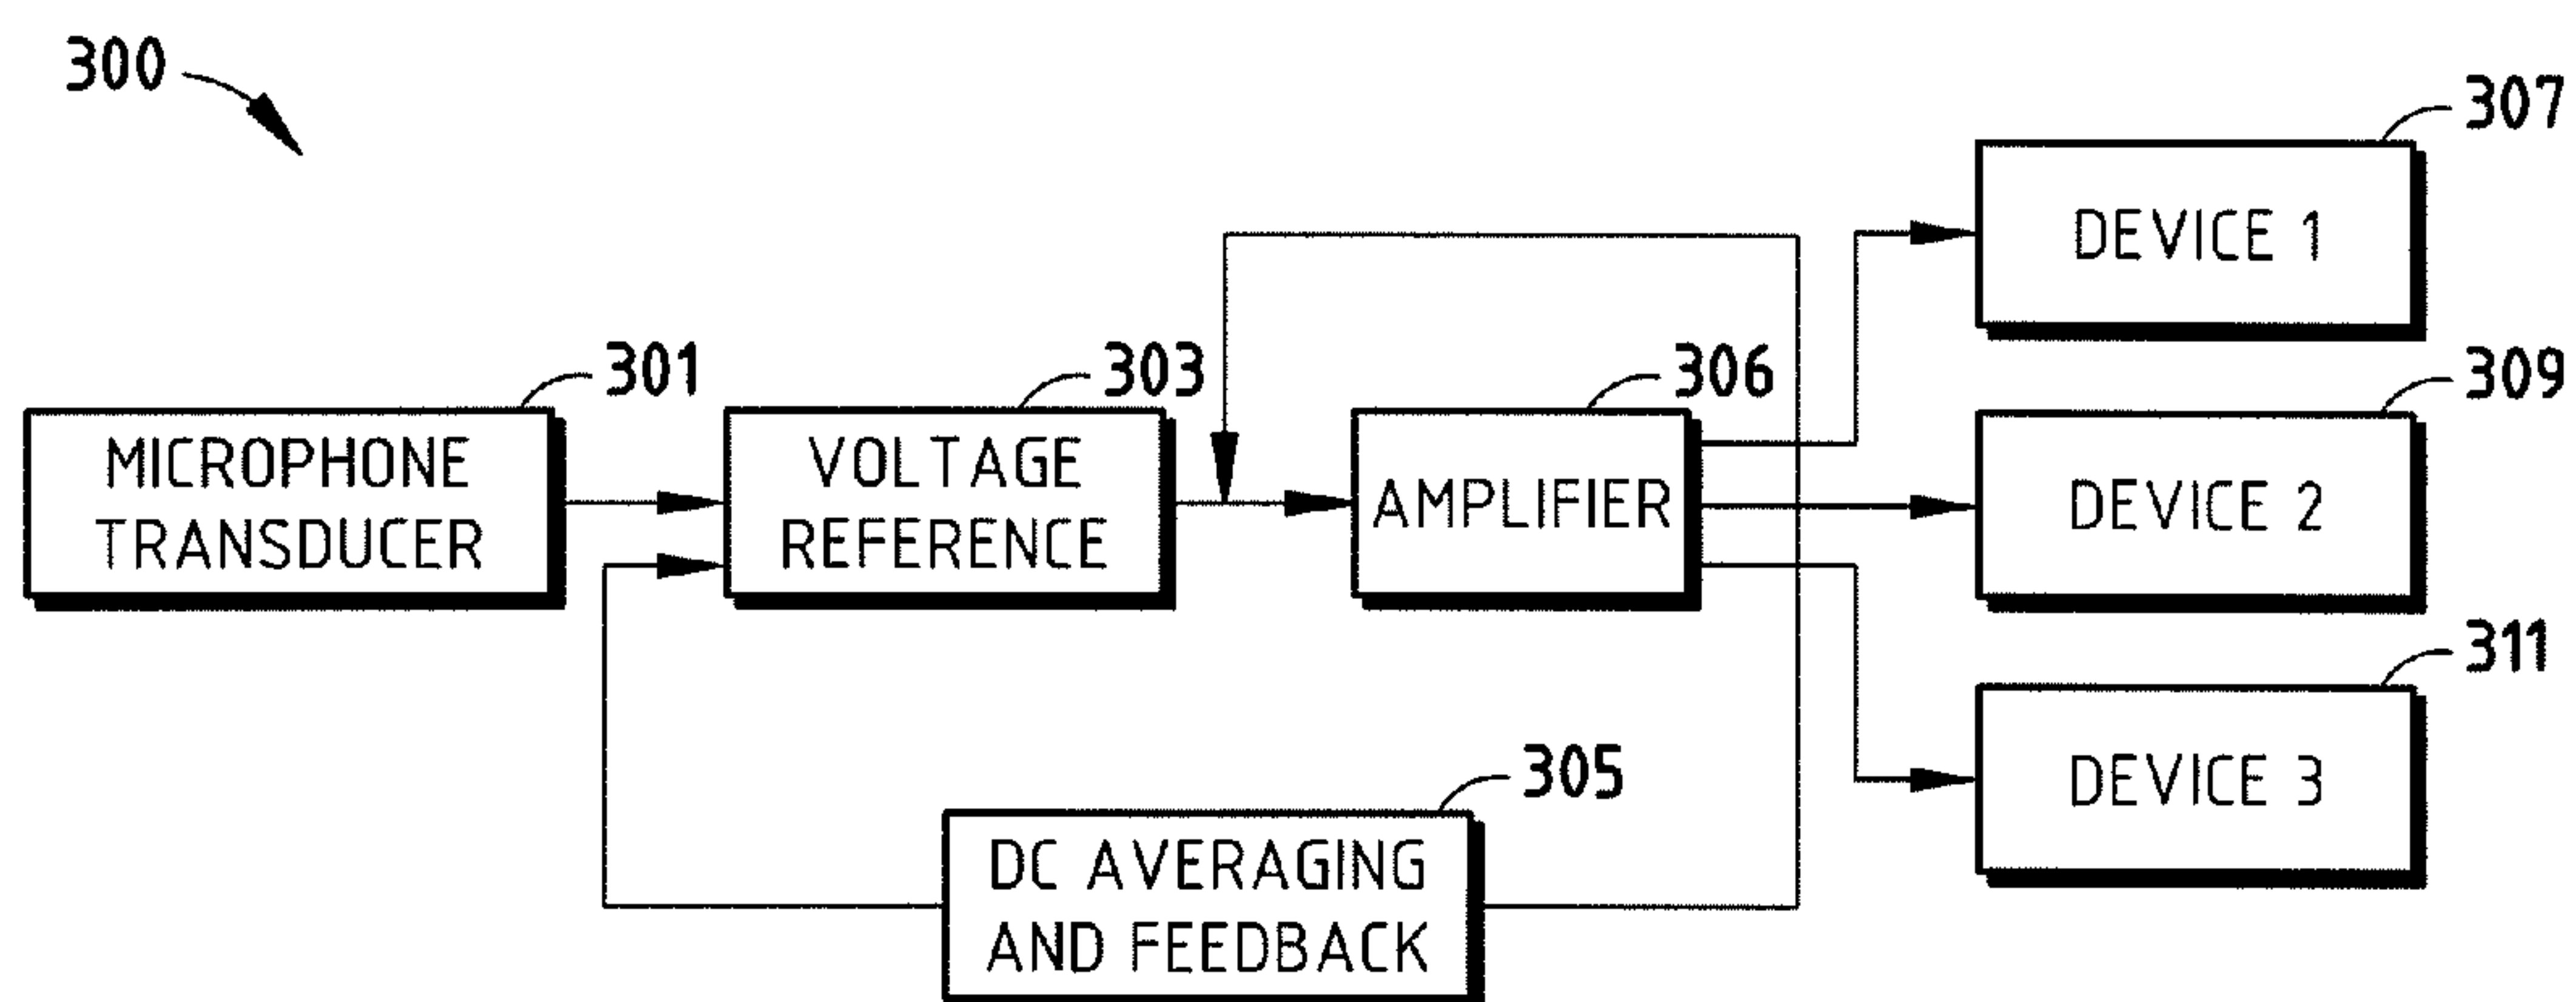 300
307
DEVICE 1
301
303
306
309
MICROPHONE
TRANSDUCER
VOLTAGE
REFERENCE
AMPLIFIER
DEVICE 2
311
305
DEVICE 3
DC AVERAGING
AND FEEDBACK